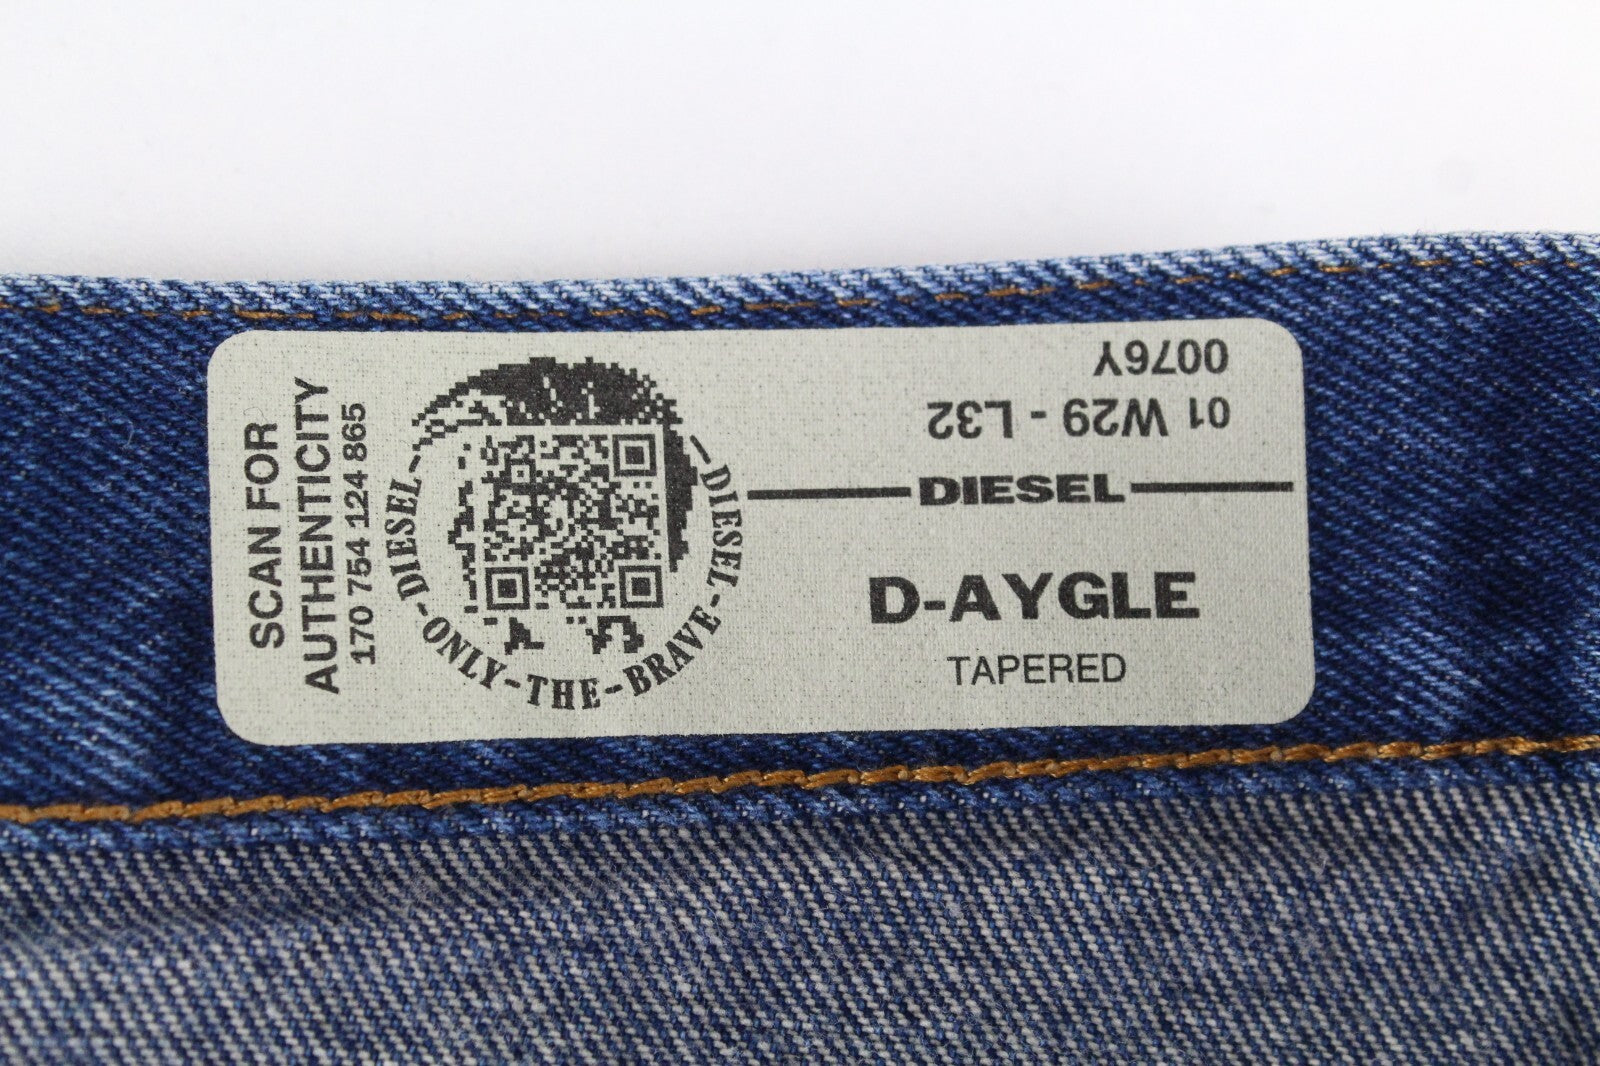 SCAN FOR
AUTHENTICITY
170 754 124 865
DIESEL-ONLY-THE-BRAVE-DIESEL
0076Y
01 W29 - L32
DIESEL
D-AYGLE
TAPERED